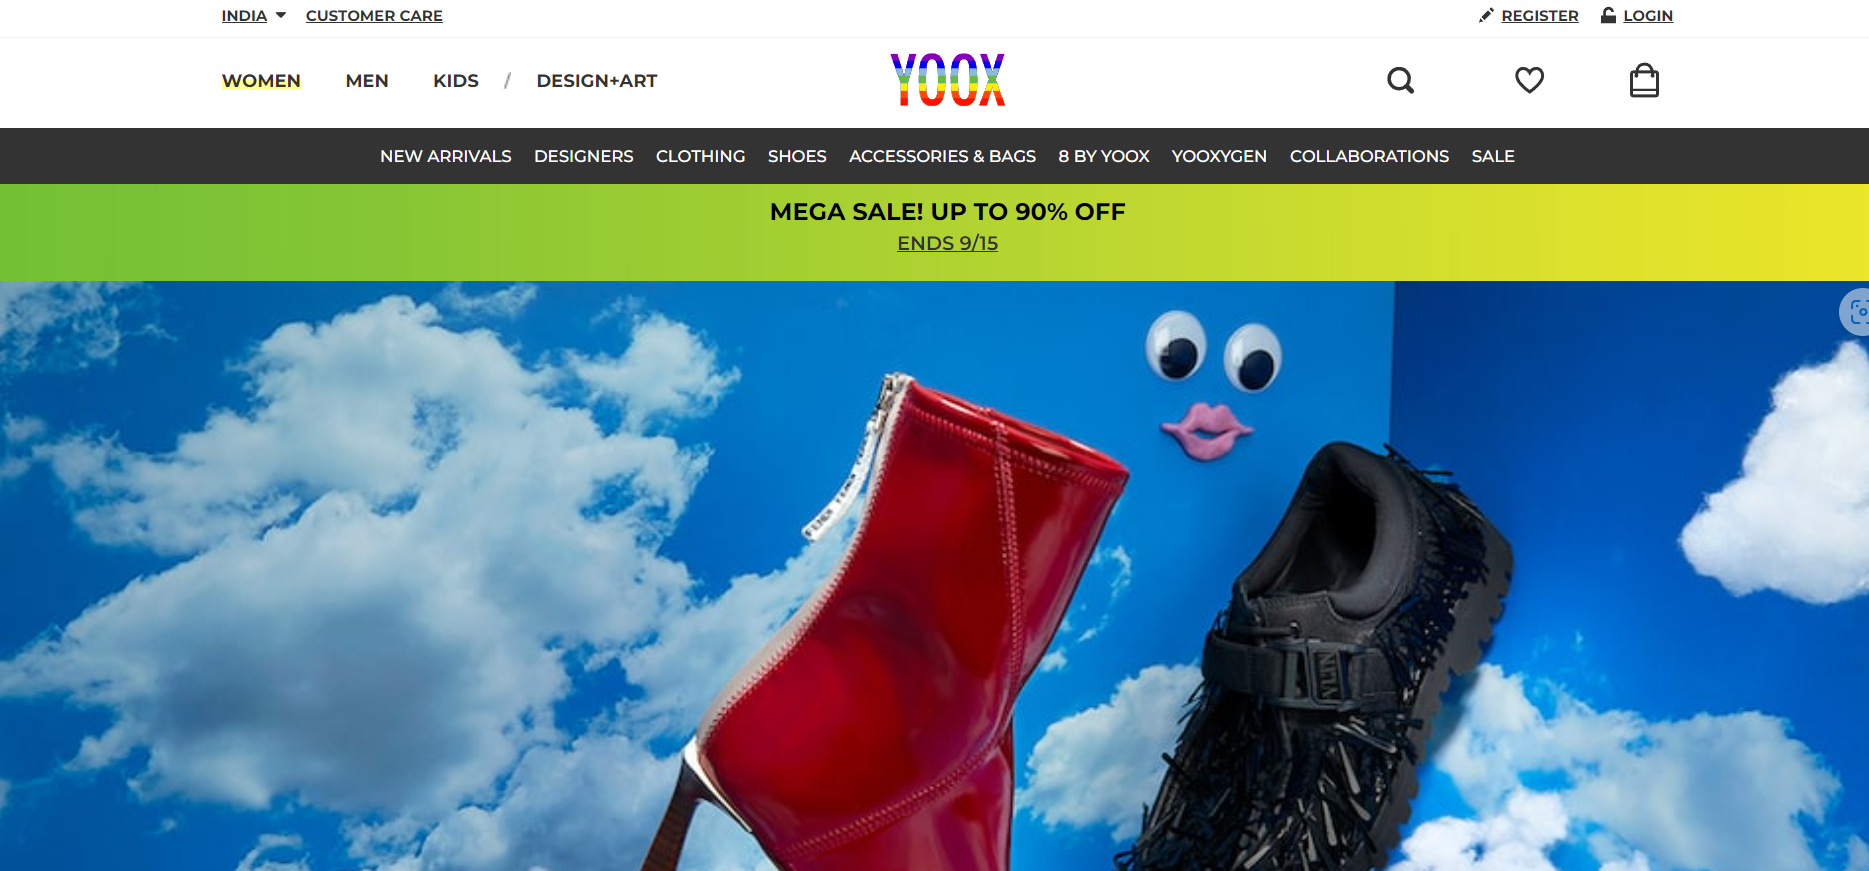 INDIA CUSTOMER CARE REGISTER LOGIN
WOMEN MEN KIDS / DESIGN+ART YOOX
NEW ARRIVALS DESIGNERS CLOTHING SHOES ACCESSORIES & BAGS 8 BY YOOX YOOXYGEN COLLABORATIONS SALE
MEGA SALE! UP TO 90% OFF
ENDS 9/15